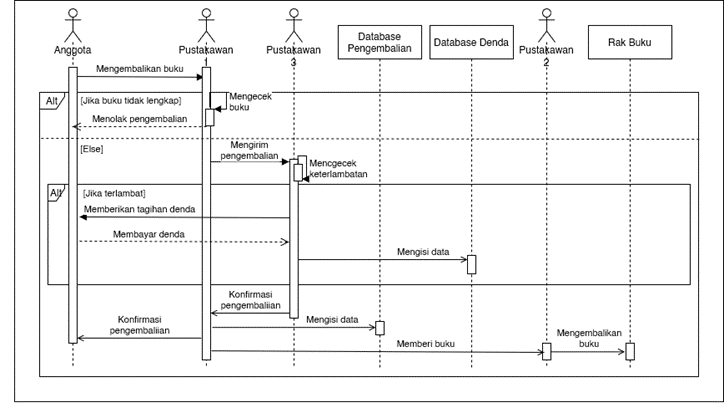 Anggota
Pustakawan
1
Pustakawan
3
Database
Pengembalian
Database Denda
Pustakawan
2
Rak Buku
Mengembalikan buku
Alt
[Jika buku tidak lengkap]
Mengecek
buku
Menolak pengembalian
[Else]
Mengirim
pengembalian
Mencgecek
keterlambatan
Alt
[Jika terlambat]
Memberikan tagihan denda
Membayar denda
Mengisi data
Konfirmasi
pengembaliian
Konfirmasi
pengembaliian
Mengisi data
Memberi buku
Mengembalikan
buku